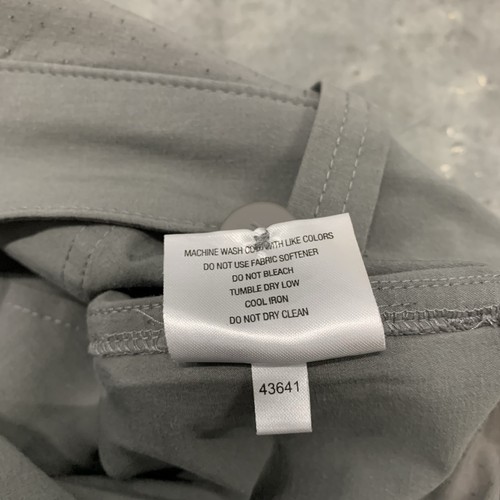 MACHINE WASH COLD WITH LIKE COLORS
DO NOT USE FABRIC SOFTENER
DO NOT BLEACH
TUMBLE DRY LOW
COOL IRON
DO NOT DRY CLEAN
43641